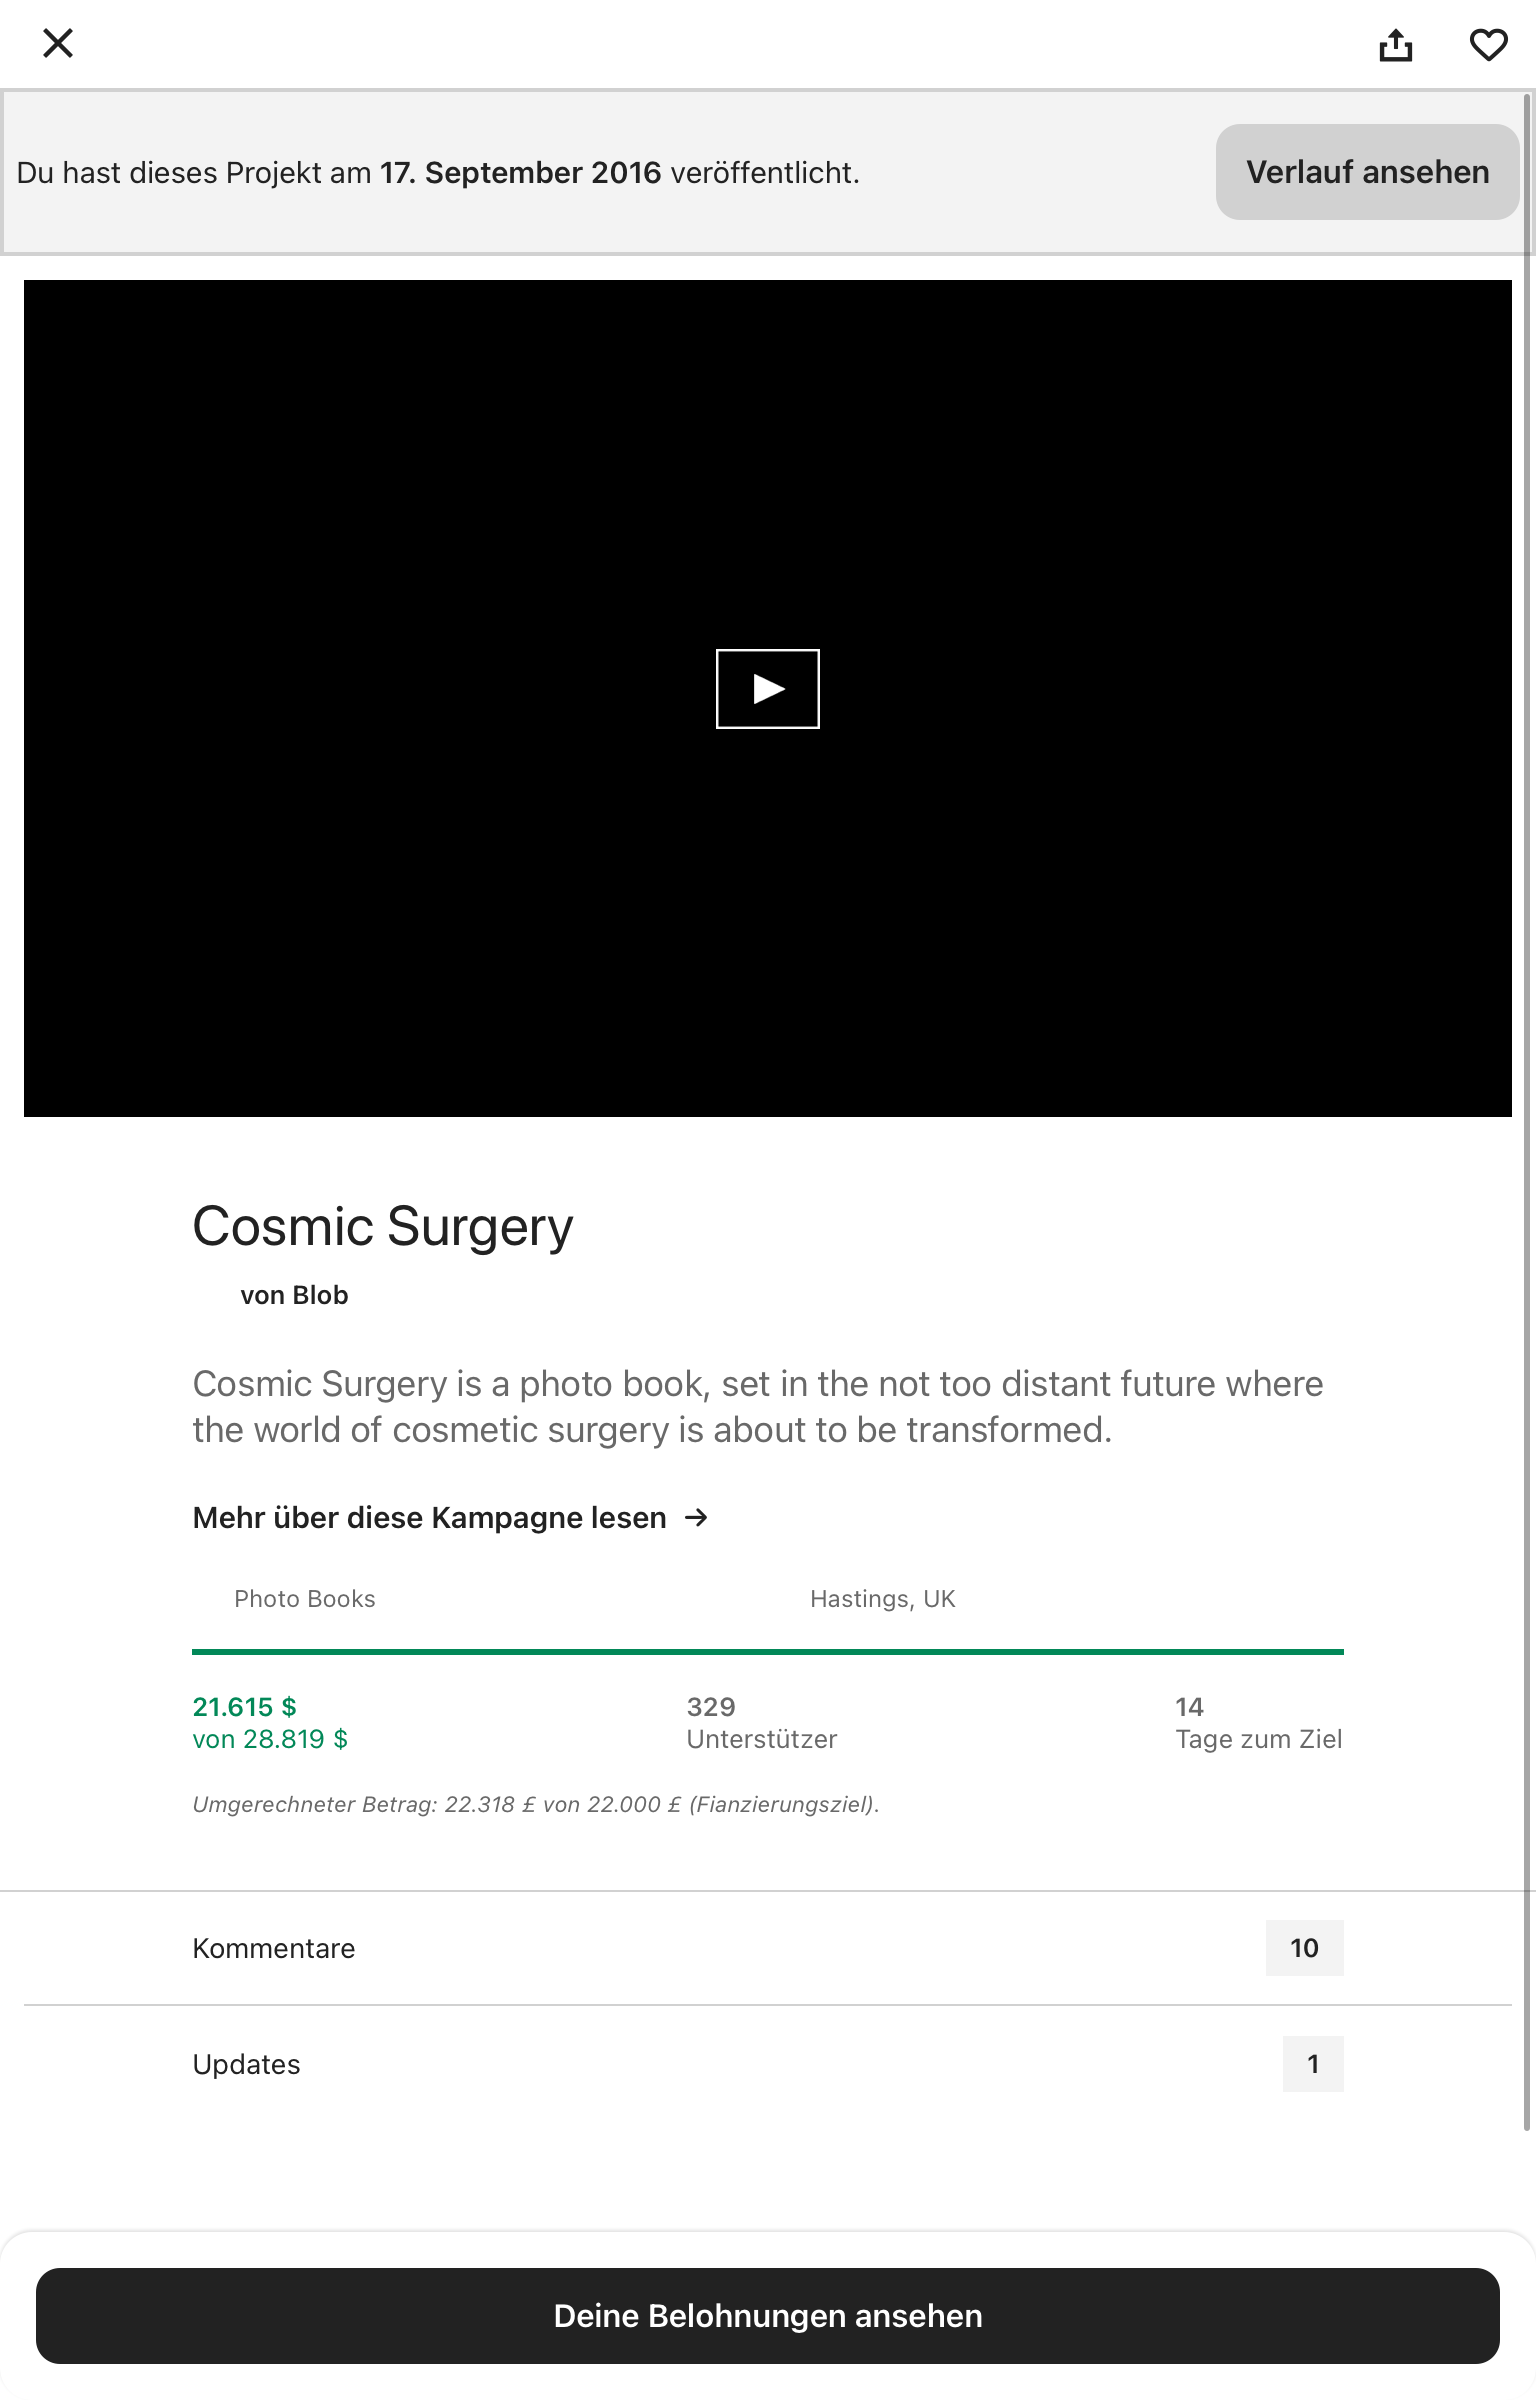 Du hast dieses Projekt am 17. September 2016 veröffentlicht.
Verlauf ansehen
Cosmic Surgery
von Blob
Cosmic Surgery is a photo book, set in the not too distant future where
the world of cosmetic surgery is about to be transformed.
Mehr über diese Kampagne lesen →
Photo Books
Hastings, UK
21.615 $
von 28.819 $
329
Unterstützer
14
Tage zum Ziel
Umgerechneter Betrag: 22.318 £ von 22.000 £ (Fianzierungsziel).
Kommentare
10
Updates
1
Deine Belohnungen ansehen